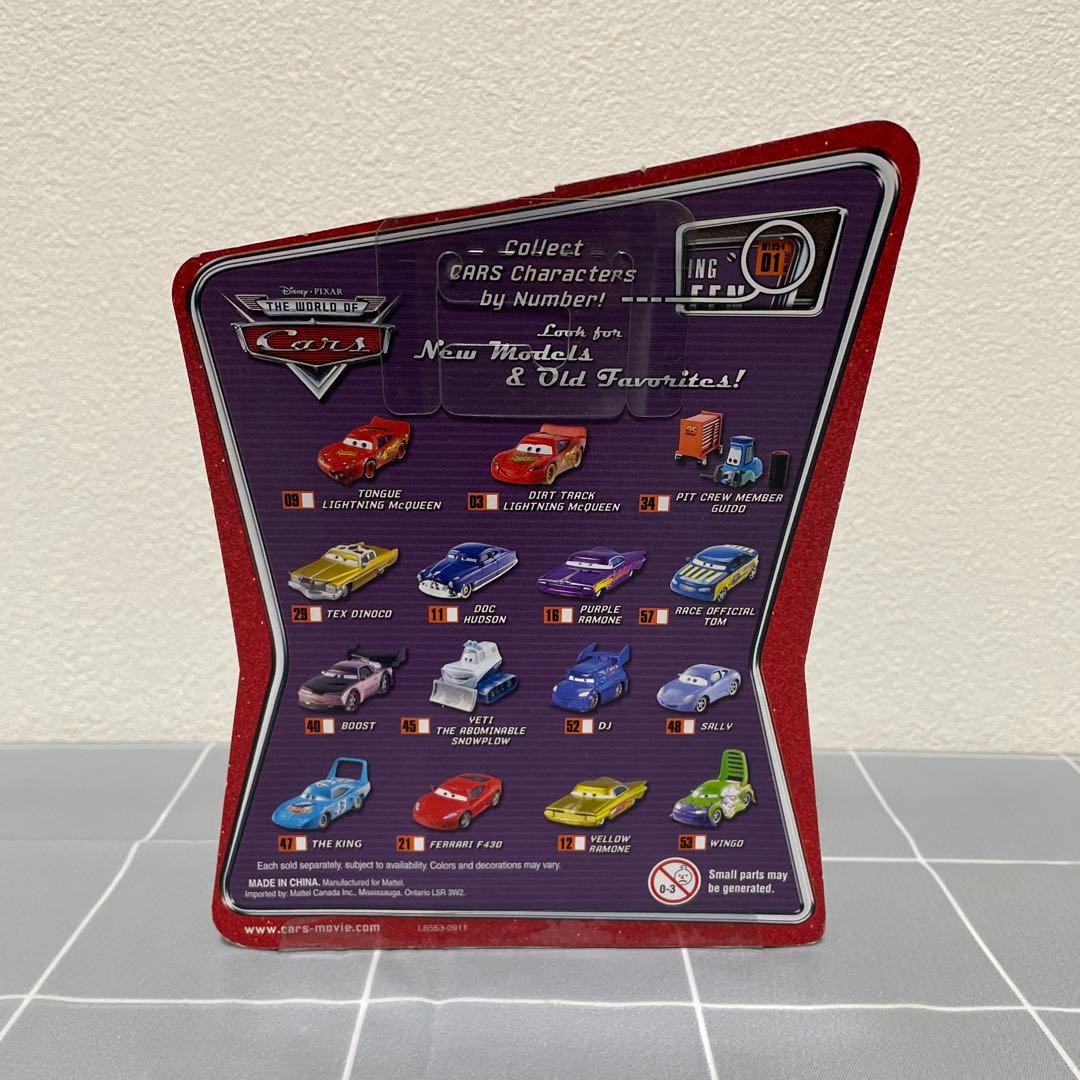 Collect
CARS Characters
by Number!
ING
01
Disney · PIXAR
THE WORLD OF
Cars
Look for
New Models
& Old Favorites!
09 TONGUE
LIGHTNING McQUEEN
03 DIRT TRACK
LIGHTNING McQUEEN
34 PIT CREW MEMBER
GUIDO
29 TEX DINOCO
11 DOC
HUDSON
16 PURPLE
RAMONE
57 RACE OFFICIAL
TOM
40 BOOST
45 YETI
THE ABOMINABLE
SNOWPLOW
52 DJ
48 SALLY
47 THE KING
21 FERRARI F430
12 YELLOW
RAMONE
53 WINGO
Each sold separately, subject to availability. Colors and decorations may vary.
MADE IN CHINA. Manufactured for Mattel.
Imported by: Mattel Canada Inc., Mississauga, Ontario L5R 3W2.
0-3
Small parts may
be generated.
www.cars-movie.com
L6553-0911